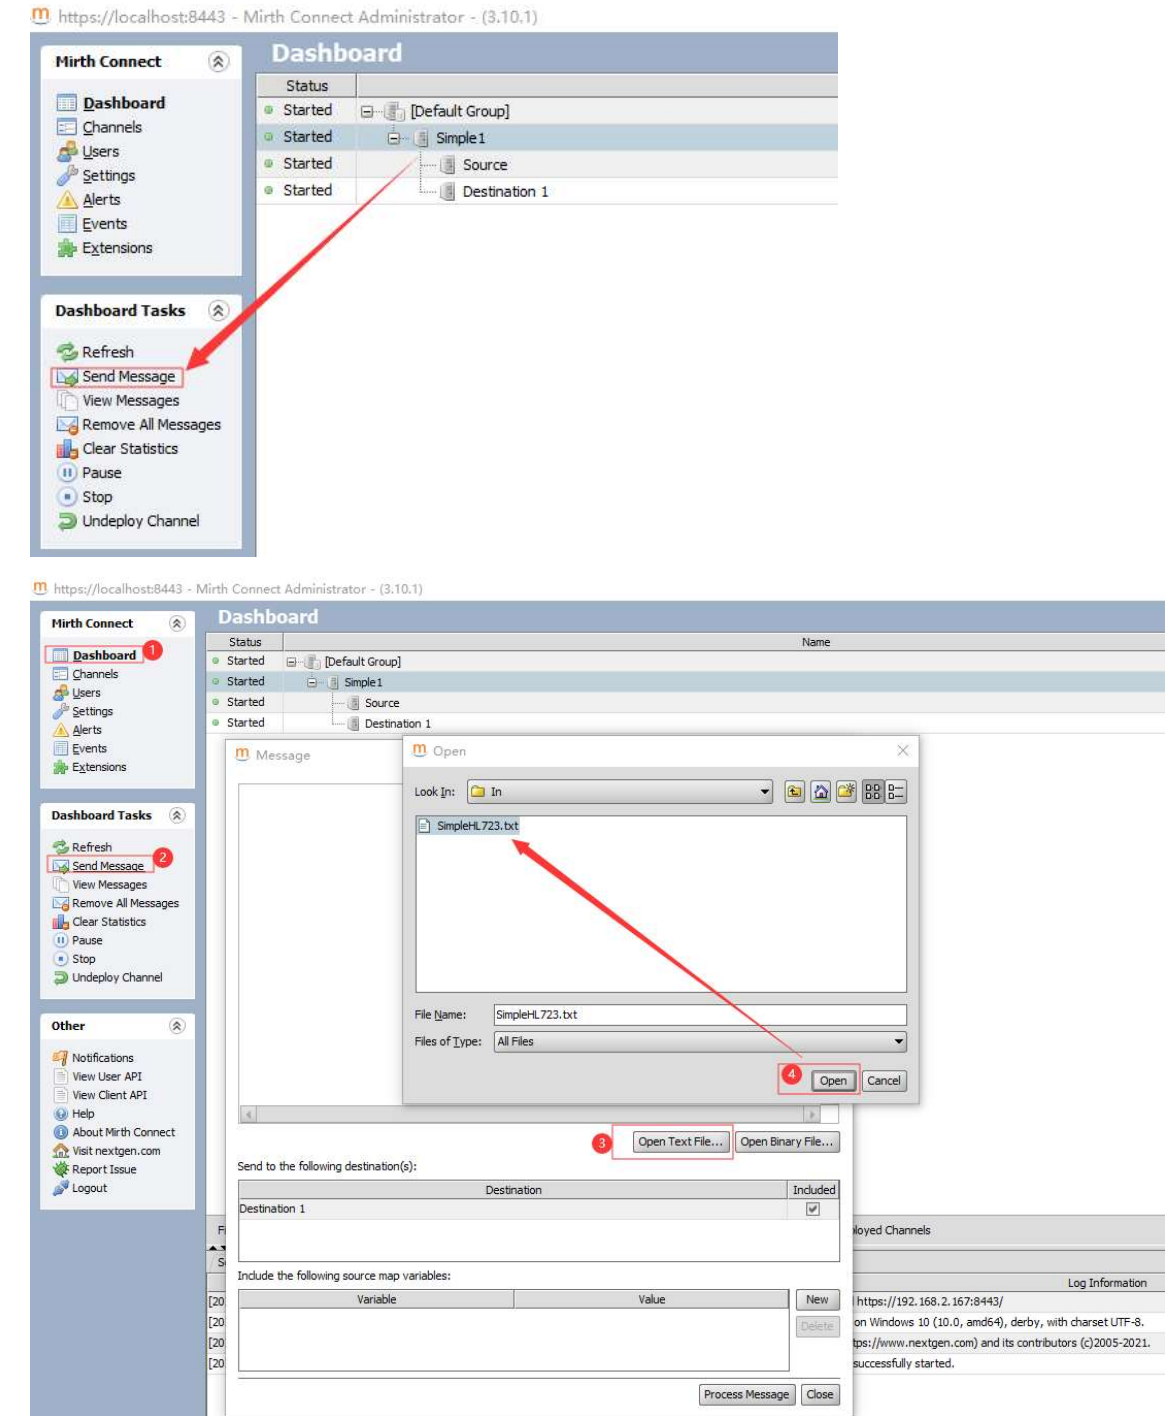 https://localhost:8443 - Mirth Connect Administrator - (3.10.1)
Mirth Connect
Dashboard
Channels
Users
Settings
Alerts
Events
Extensions
Dashboard Tasks
Refresh
Send Message
View Messages
Remove All Messages
Clear Statistics
Pause
Stop
Undeploy Channel
Dashboard
Status
Started [Default Group]
Started Simple1
Started Source
Started Destination 1
https://localhost:8443 - Mirth Connect Administrator - (3.10.1)
Mirth Connect
Dashboard 1
Channels
Users
Settings
Alerts
Events
Extensions
Dashboard Tasks
Refresh
Send Message 2
View Messages
Remove All Messages
Clear Statistics
Pause
Stop
Undeploy Channel
Other
Notifications
View User API
View Client API
Help
About Mirth Connect
Visit nextgen.com
Report Issue
Logout
Dashboard
Status Name
Started [Default Group]
Started Simple1
Started Source
Started Destination 1
Message
Open
Look In: In
SimpleHL723.txt
File Name: SimpleHL723.txt
Files of Type: All Files
4 Open Cancel
3 Open Text File... Open Binary File...
Send to the following destination(s):
Destination Included
Destination 1
Include the following source map variables:
Variable Value New
Delete
Process Message Close
loyed Channels
Log Information
[20 https://192.168.2.167:8443/
[20 on Windows 10 (10.0, amd64), derby, with charset UTF-8.
[20 tps://www.nextgen.com) and its contributors (c)2005-2021.
[20 successfully started.